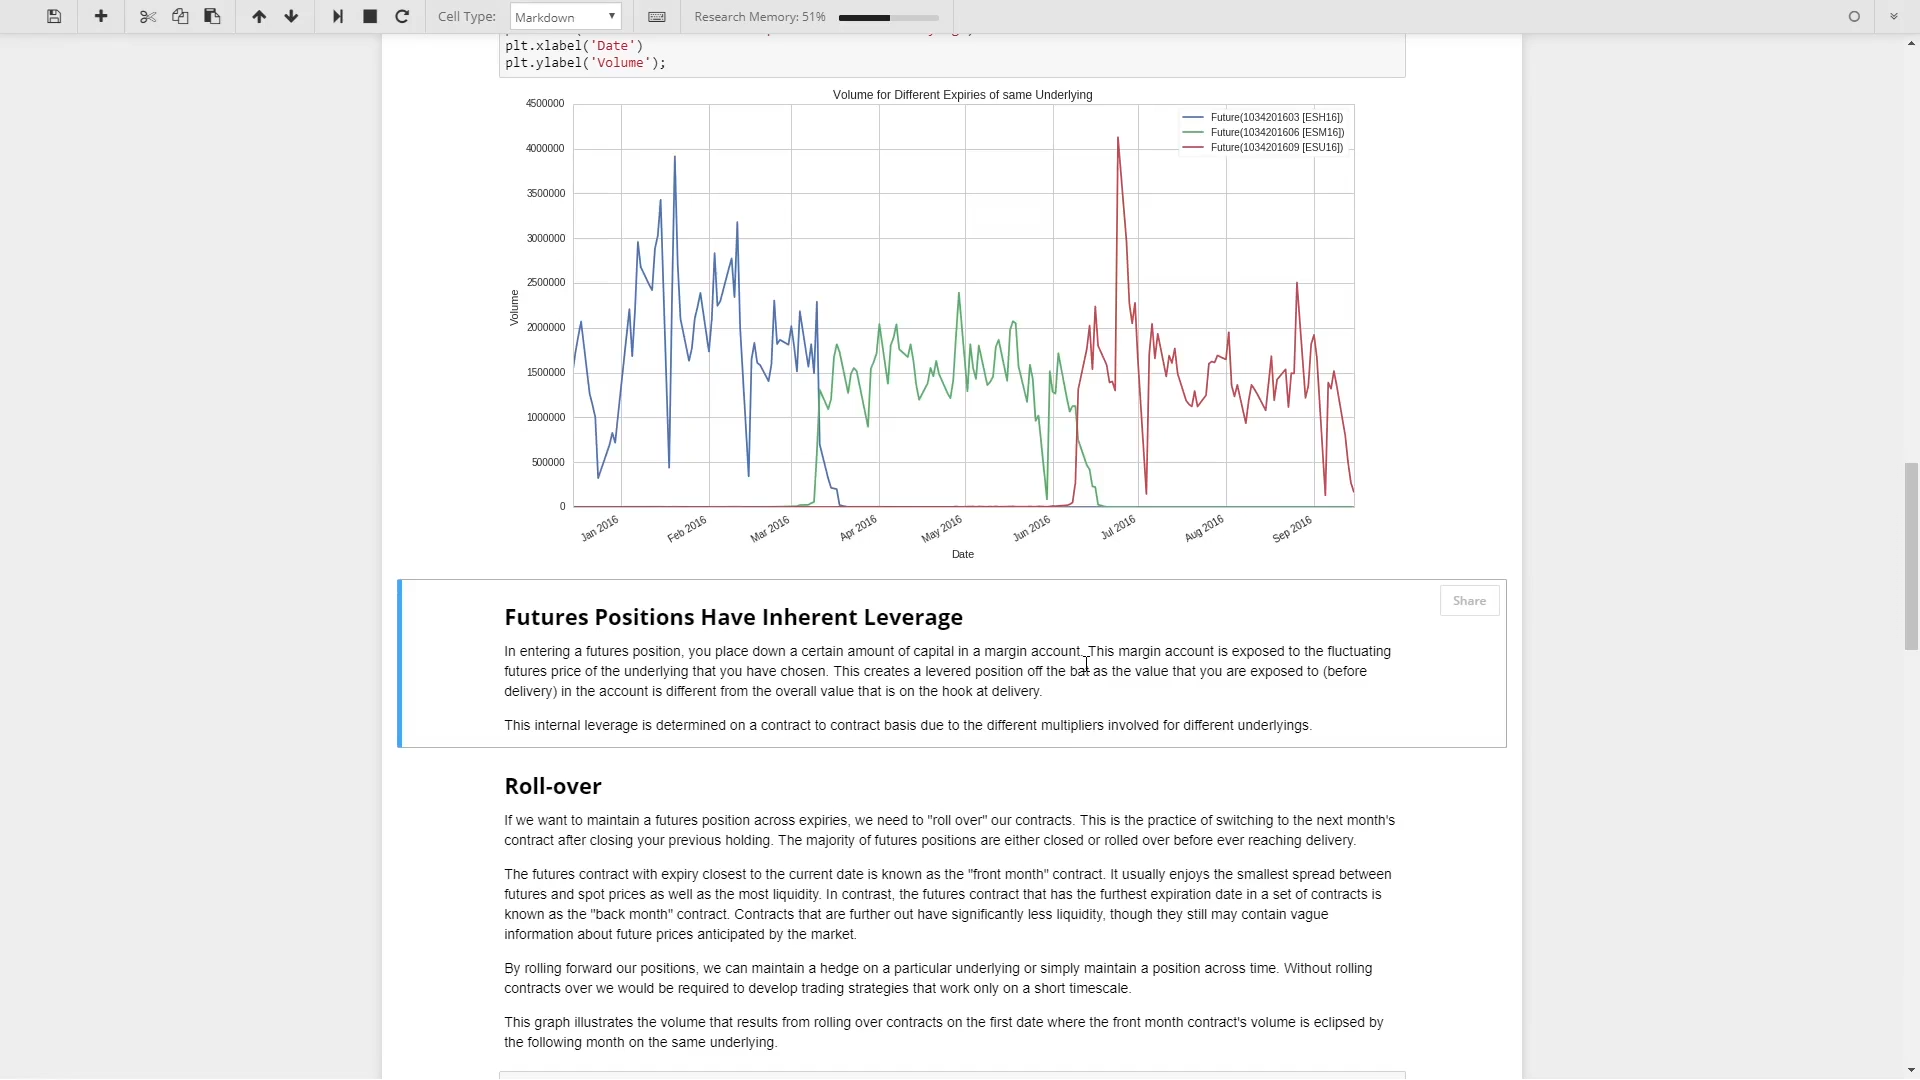 Cell Type: Markdown Research Memory: 51%
plt.xlabel('Date')
plt.ylabel('Volume');
Volume for Different Expiries of same Underlying
Future(1034201603 [ESH16])
Future(1034201606 [ESM16])
Future(1034201609 [ESU16])
4500000
4000000
3500000
3000000
2500000
2000000
1500000
1000000
500000
0
Volume
Jan 2016 Feb 2016 Mar 2016 Apr 2016 May 2016 Jun 2016 Jul 2016 Aug 2016 Sep 2016
Date
Share
Futures Positions Have Inherent Leverage
In entering a futures position, you place down a certain amount of capital in a margin account. This margin account is exposed to the fluctuating
futures price of the underlying that you have chosen. This creates a levered position off the bat as the value that you are exposed to (before
delivery) in the account is different from the overall value that is on the hook at delivery.
This internal leverage is determined on a contract to contract basis due to the different multipliers involved for different underlyings.
Roll-over
If we want to maintain a futures position across expiries, we need to "roll over" our contracts. This is the practice of switching to the next month's
contract after closing your previous holding. The majority of futures positions are either closed or rolled over before ever reaching delivery.
The futures contract with expiry closest to the current date is known as the "front month" contract. It usually enjoys the smallest spread between
futures and spot prices as well as the most liquidity. In contrast, the futures contract that has the furthest expiration date in a set of contracts is
known as the "back month" contract. Contracts that are further out have significantly less liquidity, though they still may contain vague
information about future prices anticipated by the market.
By rolling forward our positions, we can maintain a hedge on a particular underlying or simply maintain a position across time. Without rolling
contracts over we would be required to develop trading strategies that work only on a short timescale.
This graph illustrates the volume that results from rolling over contracts on the first date where the front month contract's volume is eclipsed by
the following month on the same underlying.